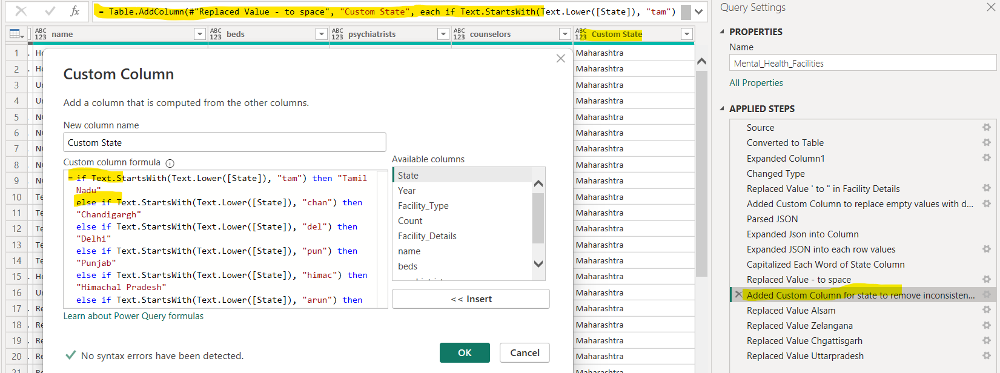 fx
= Table.AddColumn(#"Replaced Value - to space", "Custom State", each if Text.StartsWith(Text.Lower([State]), "tam")
ABC 123 name
ABC 123 beds
ABC 123 psychiatrists
ABC 123 counselors
ABC 123 Custom State
1 Maharashtra
2 Maharashtra
3 Maharashtra
4 Maharashtra
5 Maharashtra
6 Maharashtra
7 Maharashtra
8 Maharashtra
9 Maharashtra
10 Te Maharashtra
11 Te Maharashtra
12 Te Maharashtra
13 Te Maharashtra
14 Te Maharashtra
15 Maharashtra
16 Maharashtra
17 Re Maharashtra
18 Re Maharashtra
19 Re Maharashtra
20 Re Maharashtra
21
Custom Column
Add a column that is computed from the other columns.
New column name
Custom State
Custom column formula
= if Text.StartsWith(Text.Lower([State]), "tam") then "Tamil
Nadu"
else if Text.StartsWith(Text.Lower([State]), "chan") then
"Chandigargh"
else if Text.StartsWith(Text.Lower([State]), "del") then
"Delhi"
else if Text.StartsWith(Text.Lower([State]), "pun") then
"Punjab"
else if Text.StartsWith(Text.Lower([State]), "himac") then
"Himachal Pradesh"
else if Text.StartsWith(Text.Lower([State]), "arun") then
Learn about Power Query formulas
No syntax errors have been detected.
Available columns
State
Year
Facility_Type
Count
Facility_Details
name
beds
<< Insert
OK
Cancel
Query Settings
PROPERTIES
Name
Mental_Health_Facilities
All Properties
APPLIED STEPS
Source
Converted to Table
Expanded Column1
Changed Type
Replaced Value ' to " in Facility Details
Added Custom Column to replace empty values with d...
Parsed JSON
Expanded Json into Column
Expanded JSON into each row values
Capitalized Each Word of State Column
Replaced Value - to space
Added Custom Column for state to remove inconsisten...
Replaced Value Alsam
Replaced Value Zelangana
Replaced Value Chgattisgarh
Replaced Value Uttarpradesh